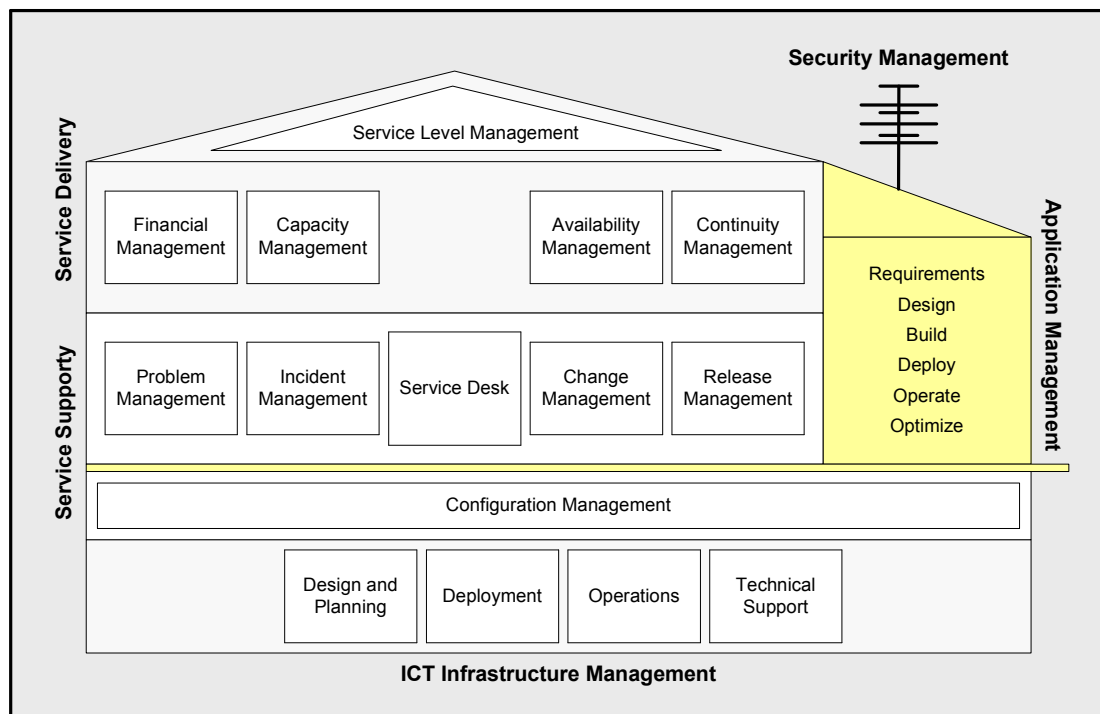 Security Management
Service Level Management
Service Delivery
Financial
Management
Capacity
Management
Availability
Management
Continuity
Management
Application Management
Requirements
Design
Build
Deploy
Operate
Optimize
Service Supporty
Problem
Management
Incident
Management
Service Desk
Change
Management
Release
Management
Configuration Management
Design and
Planning
Deployment
Operations
Technical
Support
ICT Infrastructure Management